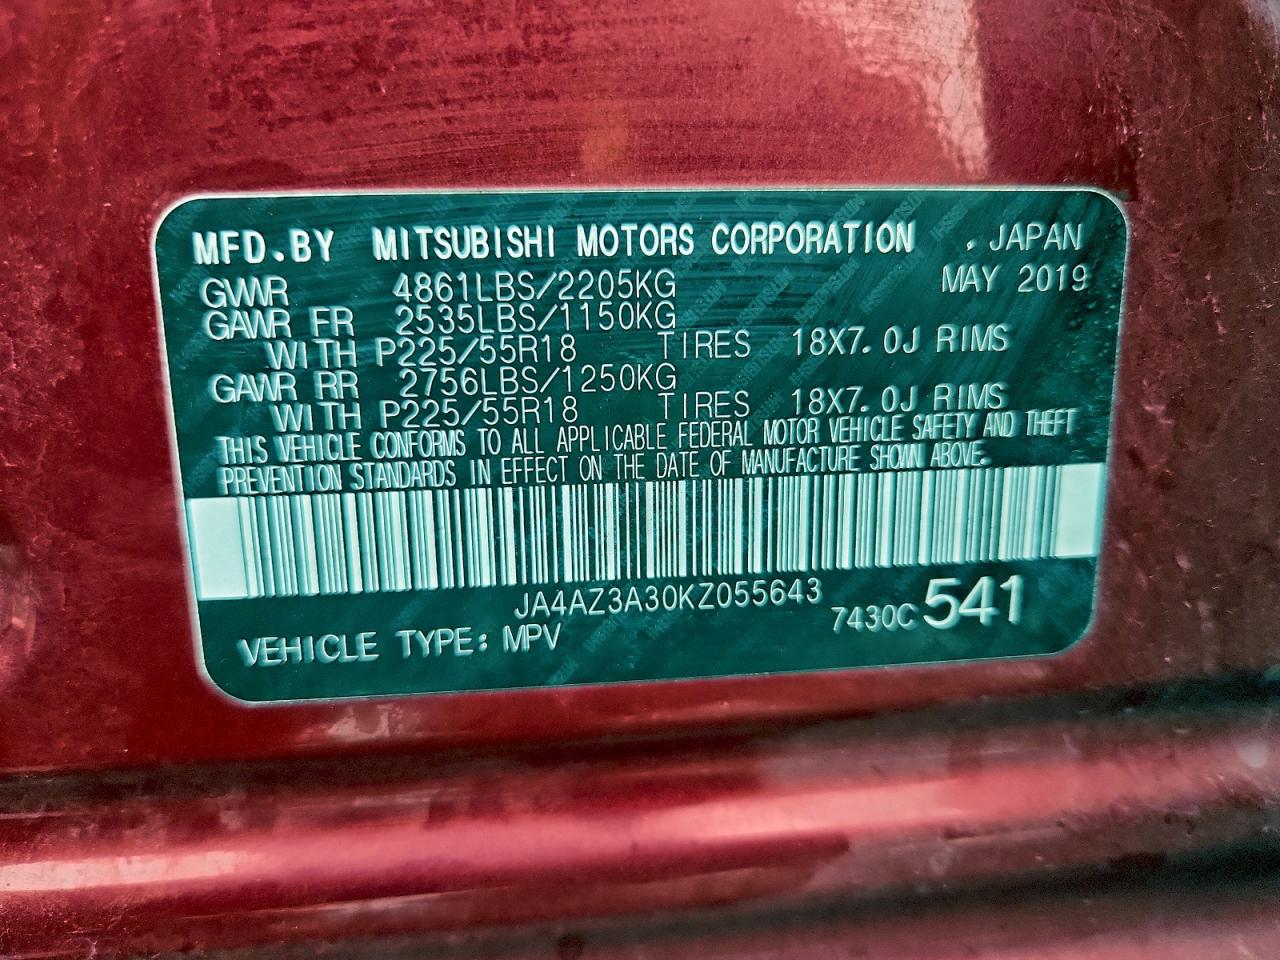 MFD.BY MITSUBISHI MOTORS CORPORATION , JAPAN
GVWR 4861LBS/2205KG MAY 2019
GAWR FR 2535LBS/1150KG
WITH P225/55R18 TIRES 18X7.0J RIMS
GAWR RR 2756LBS/1250KG
WITH P225/55R18 TIRES 18X7.0J RIMS
THIS VEHICLE CONFORMS TO ALL APPLICABLE FEDERAL MOTOR VEHICLE SAFETY AND THEFT
PREVENTION STANDARDS IN EFFECT ON THE DATE OF MANUFACTURE SHOWN ABOVE.
JA4AZ3A30KZ055643
7430C 541
VEHICLE TYPE: MPV